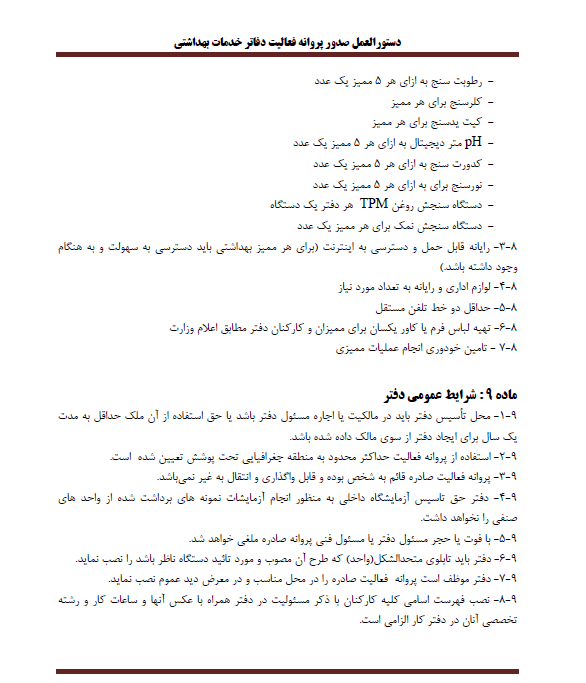 دستورالعمل صدور پروانه فعالیت دفاتر خدمات بهداشتی
- رطوبت سنج به ازای هر ۵ ممیز یک عدد
- کلرسنج برای هر ممیز
- کیت یدسنج برای هر ممیز
- pH متر دیجیتال به ازای هر ۵ ممیز یک عدد
- کدورت سنج به ازای هر ۵ ممیز یک عدد
- نورسنج برای به ازای هر ۵ ممیز یک عدد
- دستگاه سنجش روغن TPM هر دفتر یک دستگاه
- دستگاه سنجش نمک برای هر ممیز یک عدد
۸-۳- رایانه قابل حمل و دسترسی به اینترنت (برای هر ممیز بهداشتی باید دسترسی به سهولت و به هنگام
وجود داشته باشد.)
۸-۴- لوازم اداری و رایانه به تعداد مورد نیاز
۸-۵- حداقل دو خط تلفن مستقل
۸-۶- تهیه لباس فرم یا کاور یکسان برای ممیزان و کارکنان دفتر مطابق اعلام وزارت
۸-۷ - تامین خودوری انجام عملیات ممیزی
ماده ۹ : شرایط عمومی دفتر
۹-۱- محل تأسیس دفتر باید در مالکیت یا اجاره مسئول دفتر باشد یا حق استفاده از آن ملک حداقل به مدت
یک سال برای ایجاد دفتر از سوی مالک داده شده باشد.
۹-۲- استفاده از پروانه فعالیت حداکثر محدود به منطقه جغرافیایی تحت پوشش تعیین شده است.
۹-۳- پروانه فعالیت صادره قائم به شخص بوده و قابل واگذاری و انتقال به غیر نمی‌باشد.
۹-۴- دفتر حق تاسیس آزمایشگاه داخلی به منظور انجام آزمایشات نمونه های برداشت شده از واحد های
صنفی را نخواهد داشت.
۹-۵- با فوت یا حجر مسئول دفتر یا مسئول فنی پروانه صادره ملغی خواهد شد.
۹-۶- دفتر باید تابلوی متحدالشکل(واحد) که طرح آن مصوب و مورد تائید دستگاه ناظر باشد را نصب نماید.
۹-۷- دفتر موظف است پروانه فعالیت صادره را در محل مناسب و در معرض دید عموم نصب نماید.
۹-۸- نصب فهرست اسامی کلیه کارکنان با ذکر مسئولیت در دفتر همراه با عکس آنها و ساعات کار و رشته
تخصصی آنان در دفتر کار الزامی است.